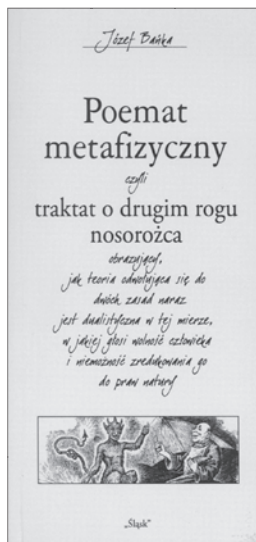 Józef Bańka
Poemat
metafizyczny
czyli
traktat o drugim rogu
nosorożca
obrazujący,
jak teoria odwołująca się do
dwóch zasad naraz
jest dualistyczna w tej mierze,
w jakiej głosi wolność człowieka
i niemożność zredukowania go
do praw natury
„Śląsk”